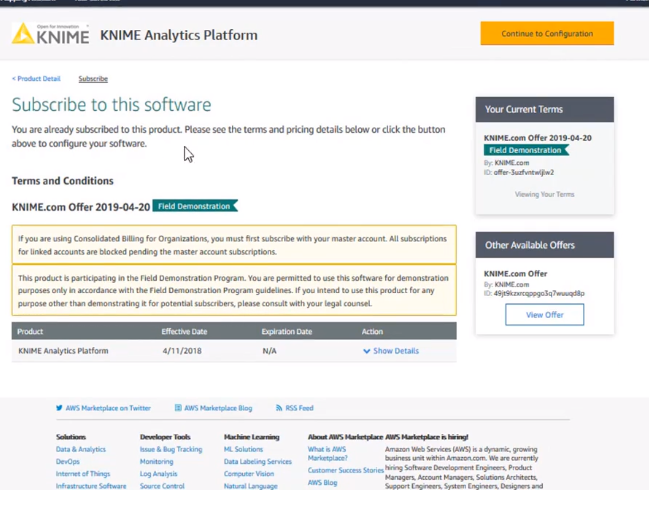 Open for Innovation
KNIME
KNIME Analytics Platform
Continue to Configuration
< Product Detail
Subscribe
Subscribe to this software
You are already subscribed to this product. Please see the terms and pricing details below or click the button
above to configure your software.
Terms and Conditions
KNIME.com Offer 2019-04-20 Field Demonstration
If you are using Consolidated Billing for Organizations, you must first subscribe with your master account. All subscriptions
for linked accounts are blocked pending the master account subscriptions.
This product is participating in the Field Demonstration Program. You are permitted to use this software for demonstration
purposes only in accordance with the Field Demonstration Program guidelines. If you intend to use this product for any
purpose other than demonstrating it for potential subscribers, please consult with your legal counsel.
Product Effective Date Expiration Date Action
KNIME Analytics Platform 4/11/2018 N/A Show Details
Your Current Terms
KNIME.com Offer 2019-04-20
Field Demonstration
By: KNIME.com
ID: offer-3uzfvntwljlw2
Viewing Your Terms
Other Available Offers
KNIME.com Offer
By: KNIME.com
ID:
View Offer
AWS Marketplace on Twitter AWS Marketplace Blog RSS Feed
Solutions
Data & Analytics
DevOps
Internet of Things
Infrastructure Software
Developer Tools
Issue & Bug Tracking
Monitoring
Log Analysis
Source Control
Machine Learning
ML Solutions
Data Labeling Services
Computer Vision
Natural Language
About AWS Marketplace
What is AWS
Marketplace?
Customer Success Stories
AWS Blog
AWS Marketplace is hiring!
Amazon Web Services (AWS) is a dynamic, growing
business unit within Amazon.com. We are currently
hiring Software Development Engineers, Product
Managers, Account Managers, Solutions Architects,
Support Engineers, System Engineers, Designers and